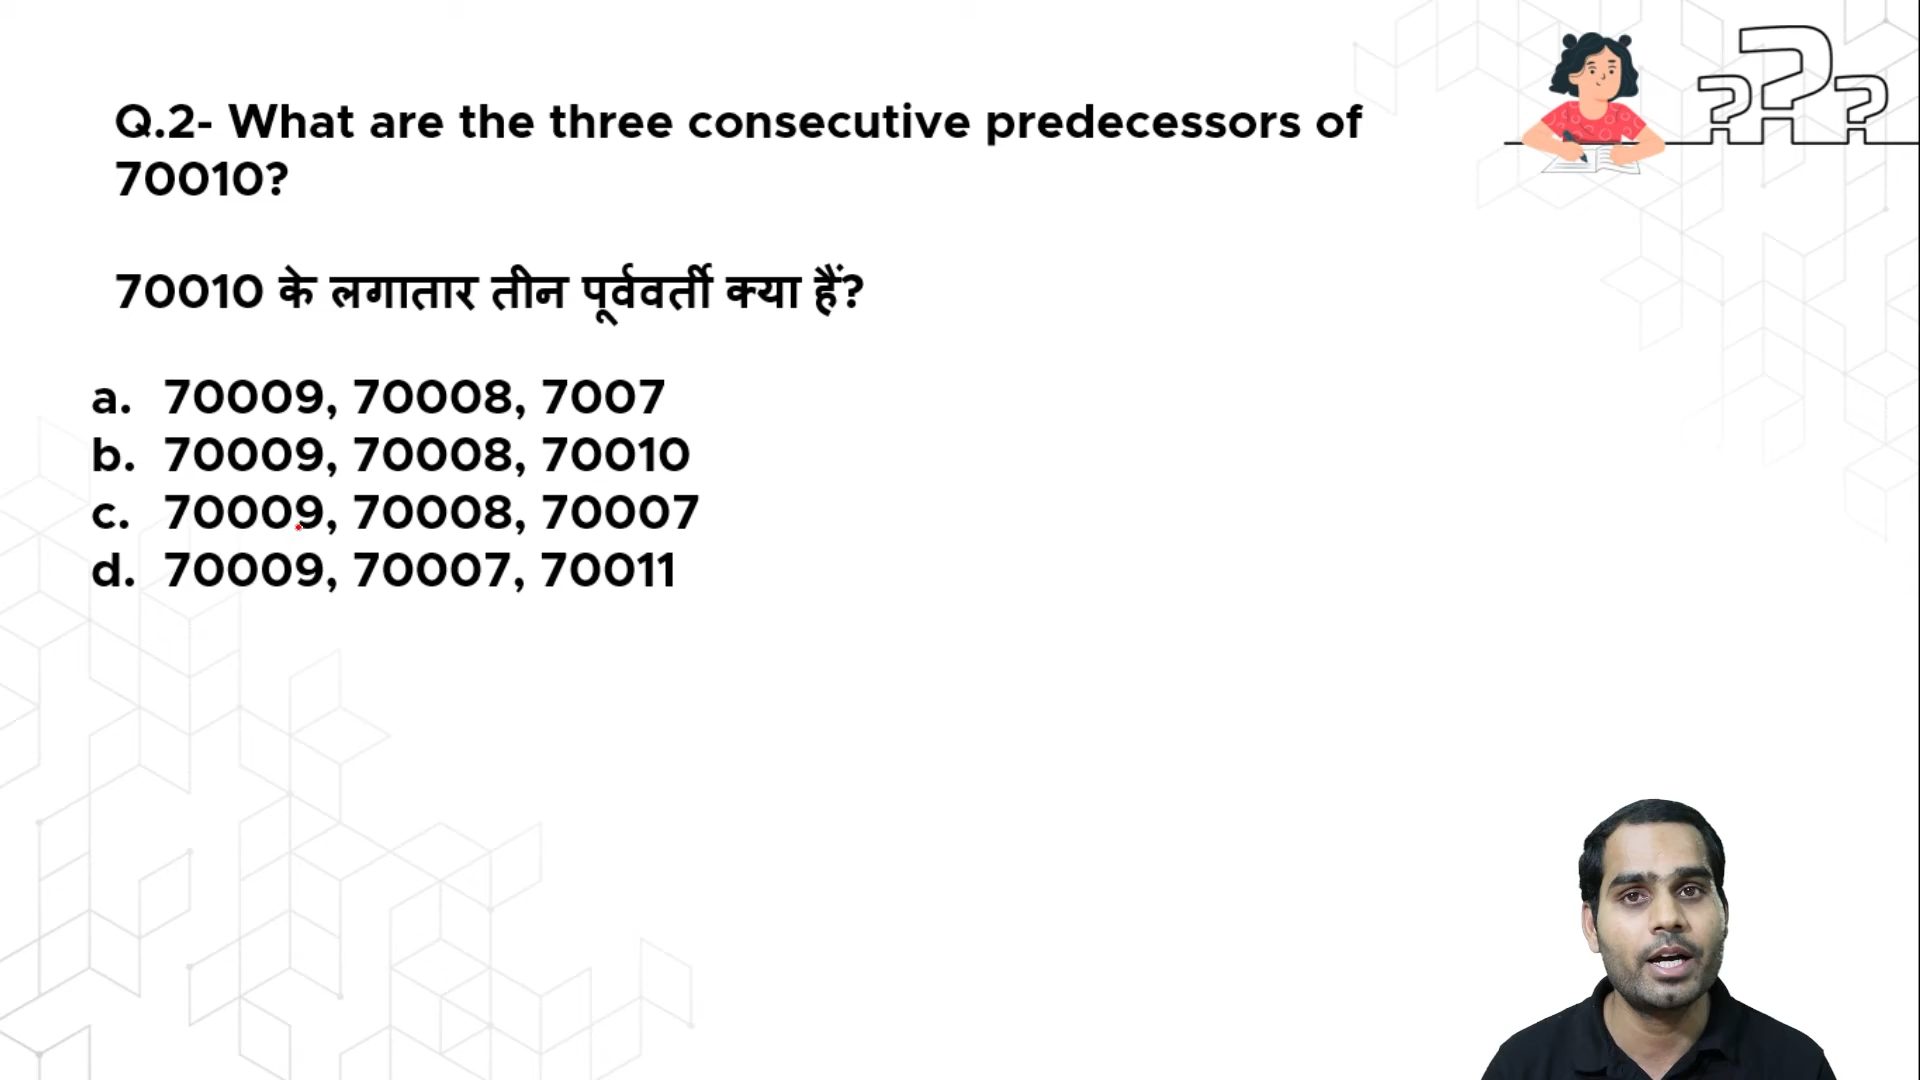 Q.2- What are the three consecutive predecessors of
70010?
70010 के लगातार तीन पूर्ववर्ती क्या हैं?
a. 70009, 70008, 7007
b. 70009, 70008, 70010
c. 70009, 70008, 70007
d. 70009, 70007, 70011
???